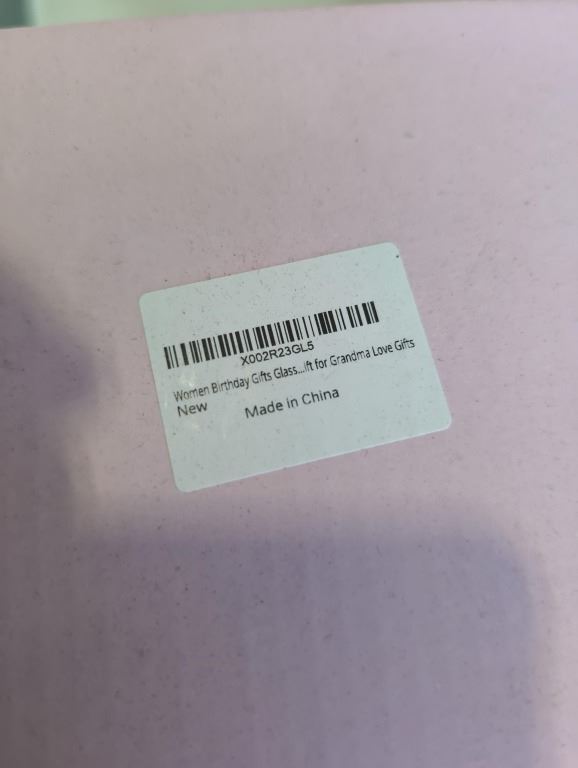 X002R23GL5
Women Birthday Gifts Glass...ift for Grandma Love Gifts
New
Made in China